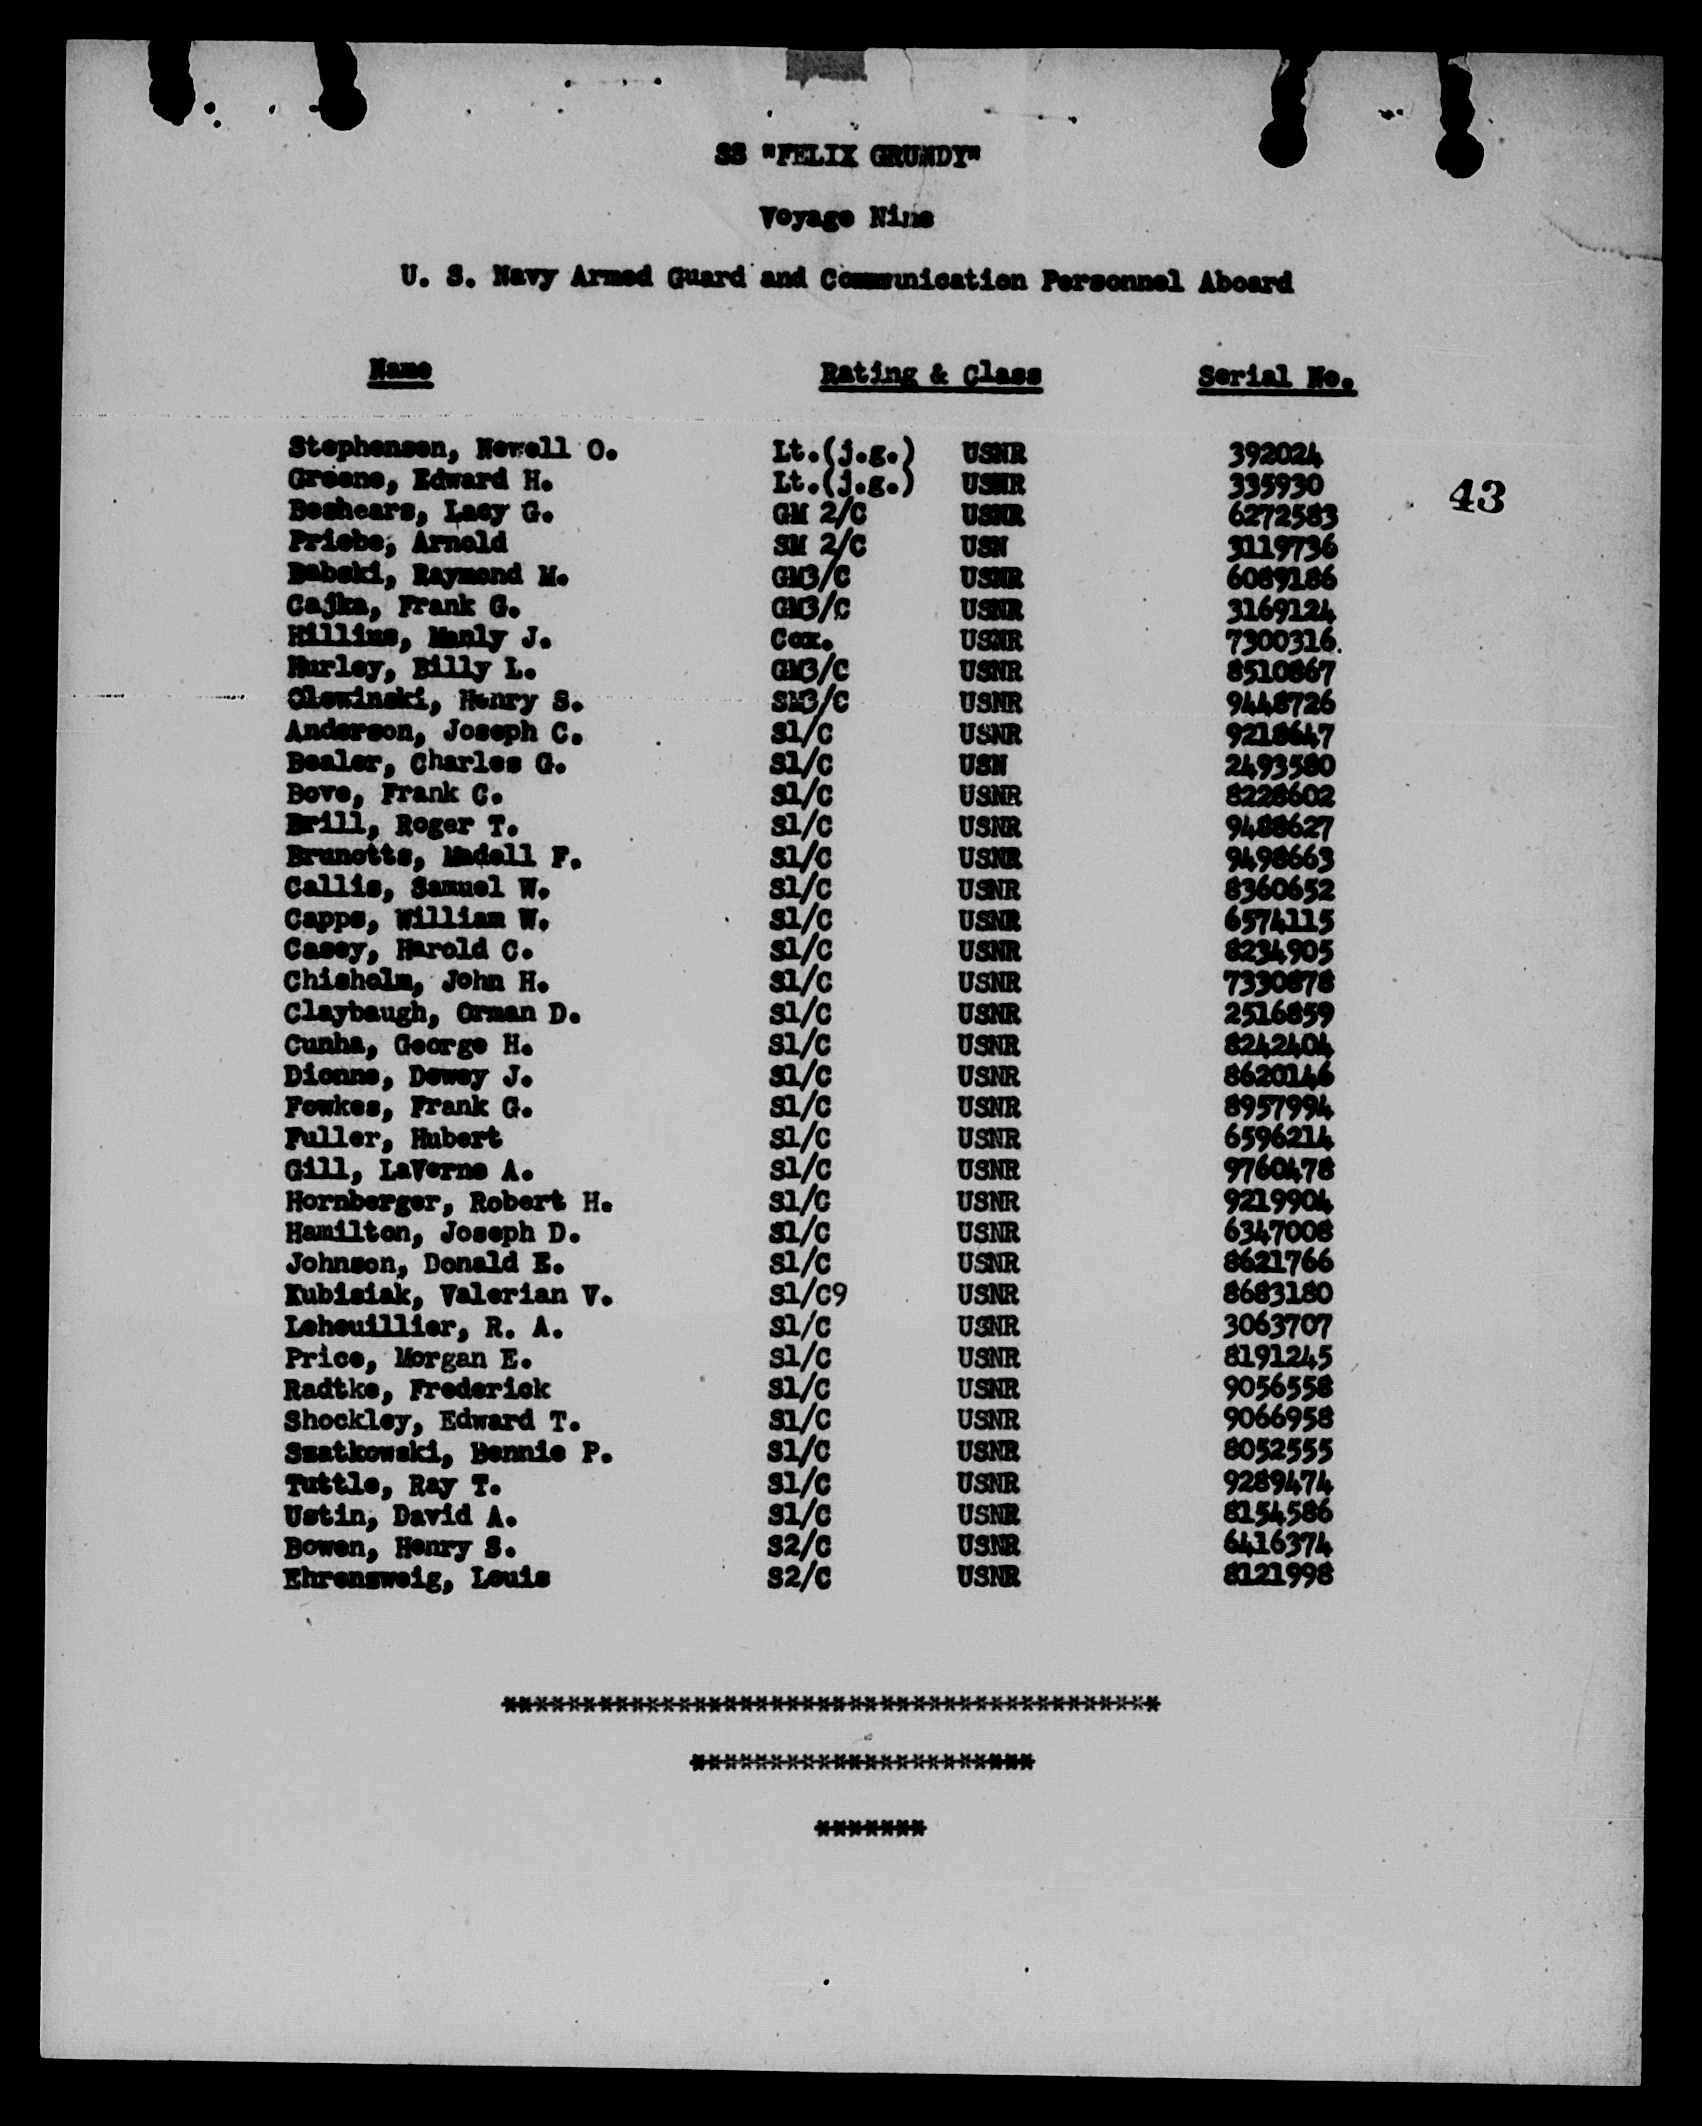 SS "FELIX GRUNDY"
Voyage Nine
U. S. Navy Armed Guard and Communication Personnel Aboard
Name Rating & Class Serial No.
Stephenson, Newell O. Lt.(j.g.) USNR 392024
Greene, Edward H. Lt.(j.g.) USNR 335930
43
Beshears, Lacy G. GM 2/C USNR 6272583
Priebe, Arnold SM 2/C USN 3119736
Babski, Raymond M. GM3/C USNR 6089186
Cajka, Frank G. GM3/C USNR 3169124
Hillius, Manly J. Cox. USNR 7300316
Hurley, Billy L. GM3/C USNR 8510867
Olewinski, Henry S. SM3/C USNR 9448726
Anderson, Joseph C. S1/C USNR 9218647
Bealer, Charles G. S1/C USN 2493580
Bove, Frank C. S1/C USNR 8228602
Brill, Roger T. S1/C USNR 9488627
Brunotts, Madell F. S1/C USNR 9498663
Callis, Samuel W. S1/C USNR 8360652
Capps, William W. S1/C USNR 6574115
Casey, Harold C. S1/C USNR 8234905
Chisholm, John H. S1/C USNR 7330878
Claybaugh, Orman D. S1/C USNR 2516859
Cunha, George H. S1/C USNR 8242404
Dionne, Dewey J. S1/C USNR 8620146
Fowkes, Frank G. S1/C USNR 8957994
Fuller, Hubert S1/C USNR 6596214
Gill, LaVerne A. S1/C USNR 9760478
Hornberger, Robert H. S1/C USNR 9219904
Hamilton, Joseph D. S1/C USNR 6347008
Johnson, Donald E. S1/C USNR 8621766
Kubisiak, Valerian V. S1/C9 USNR 8683180
Leheuillier, R. A. S1/C USNR 3063707
Price, Morgan E. S1/C USNR 8191245
Radtke, Frederick S1/C USNR 9056558
Shockley, Edward T. S1/C USNR 9066958
Szatkowski, Bennie P. S1/C USNR 8052555
Tuttle, Ray T. S1/C USNR 9289474
Ustin, David A. S1/C USNR 8154586
Bowen, Henry S. S2/C USNR 6416374
Ehrensweig, Louis S2/C USNR 8121998
******************************************
**********************
*******